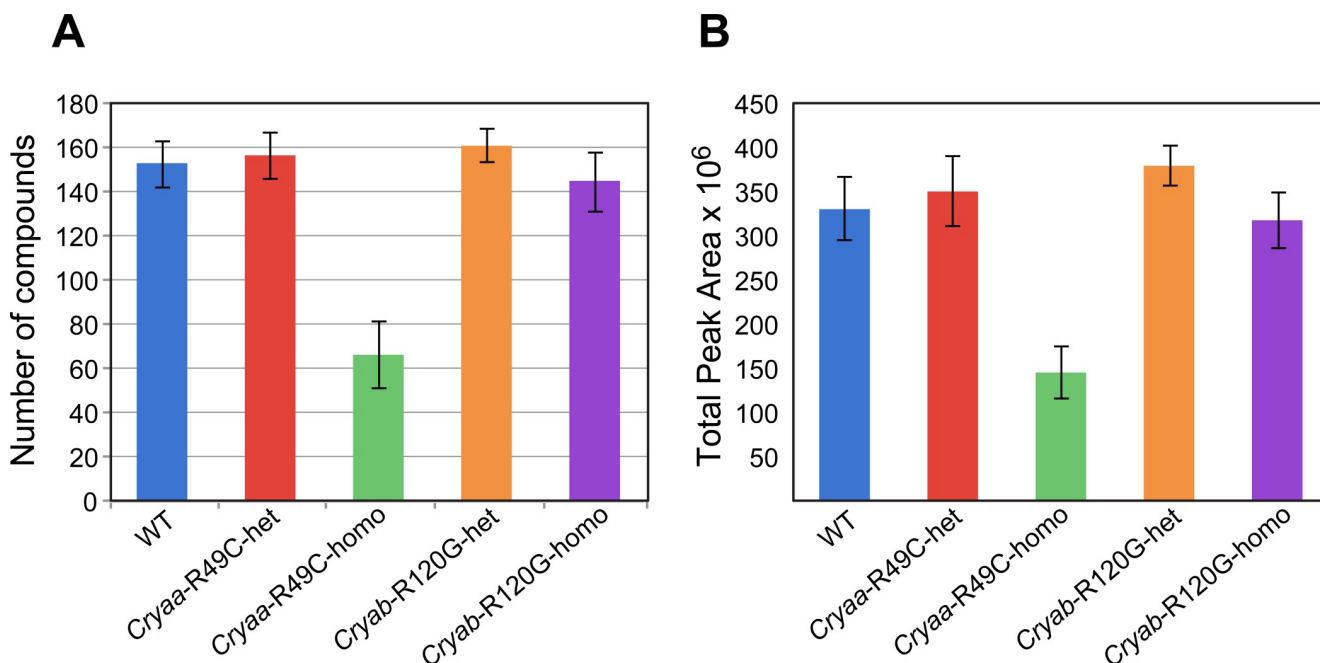 A
Number of compounds
180
160
140
120
100
80
60
40
20
0
WT
Cryaa-R49C-het
Cryaa-R49C-homo
Cryab-R120G-het
Cryab-R120G-homo
B
Total Peak Area x 10⁶
450
400
350
300
250
200
150
100
50
WT
Cryaa-R49C-het
Cryaa-R49C-homo
Cryab-R120G-het
Cryab-R120G-homo